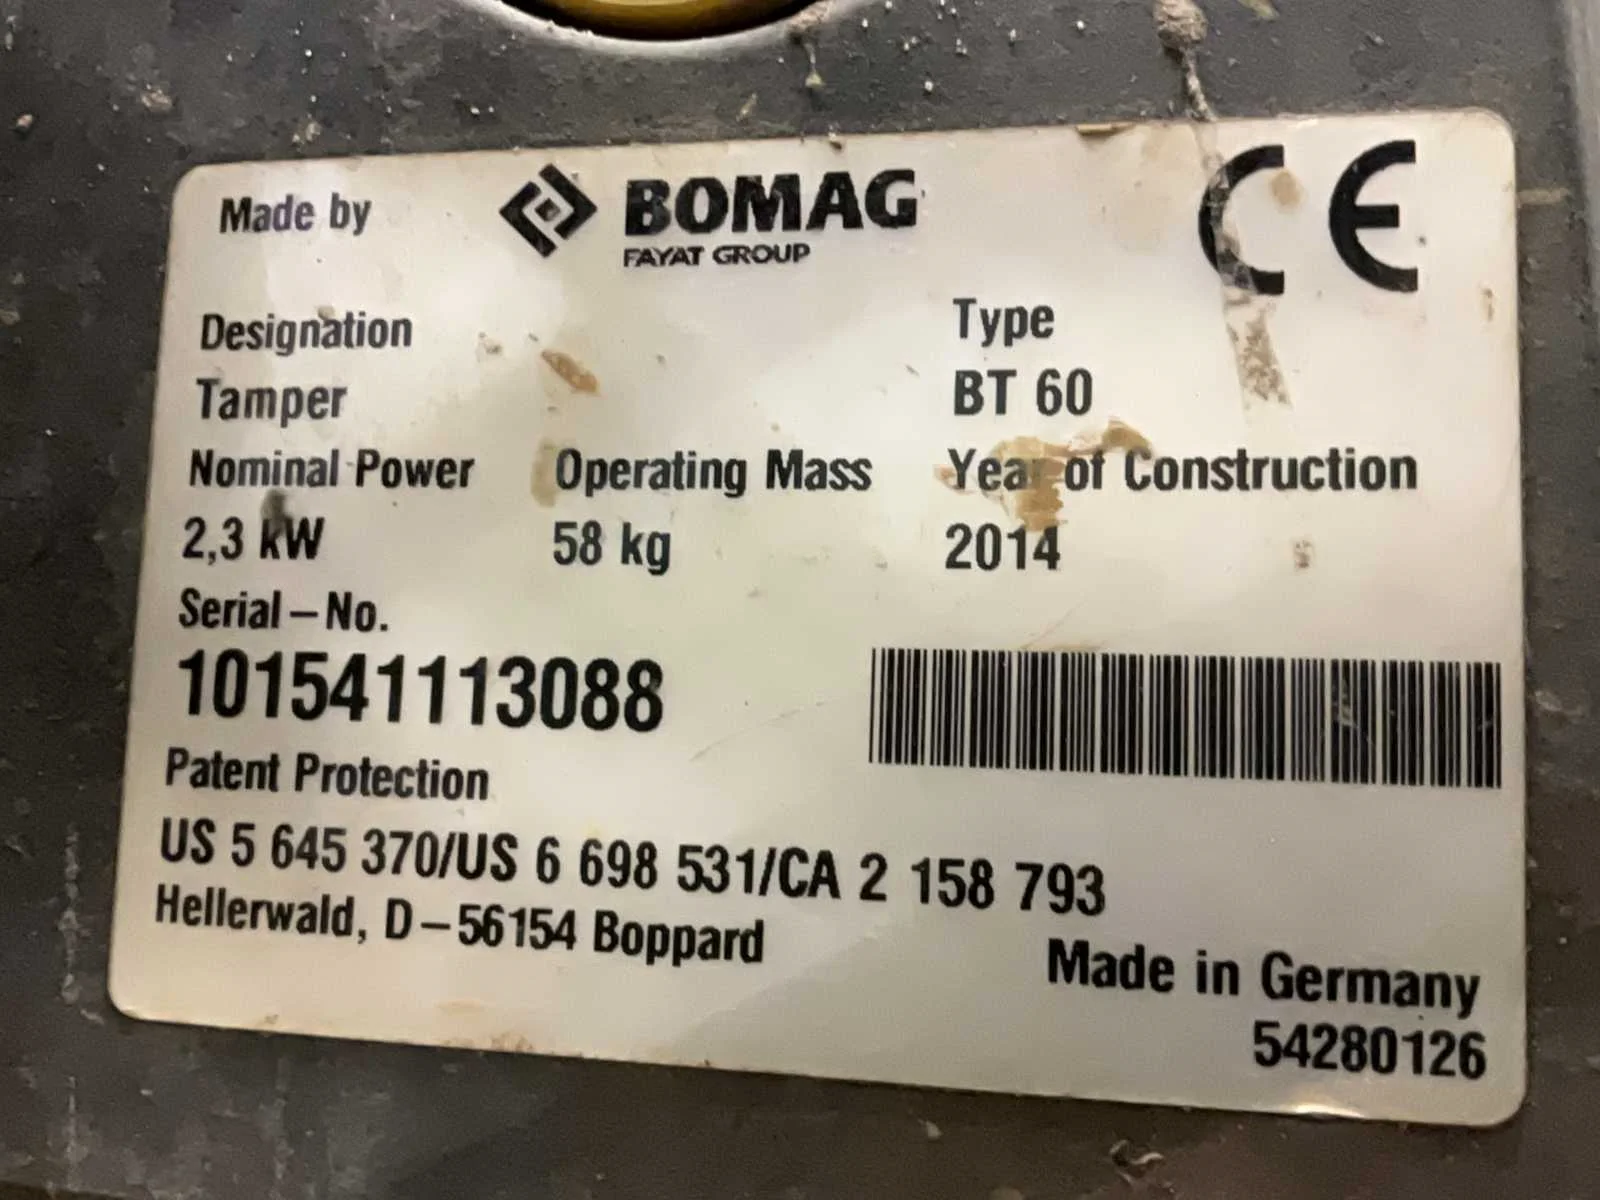 Made by BOMAG CE
FAYAT GROUP
Designation Type
Tamper BT 60
Nominal Power Operating Mass Year of Construction
2,3 kW 58 kg 2014
Serial – No.
101541113088
Patent Protection
US 5 645 370/US 6 698 531/CA 2 158 793
Hellerwald, D – 56154 Boppard
Made in Germany
54280126